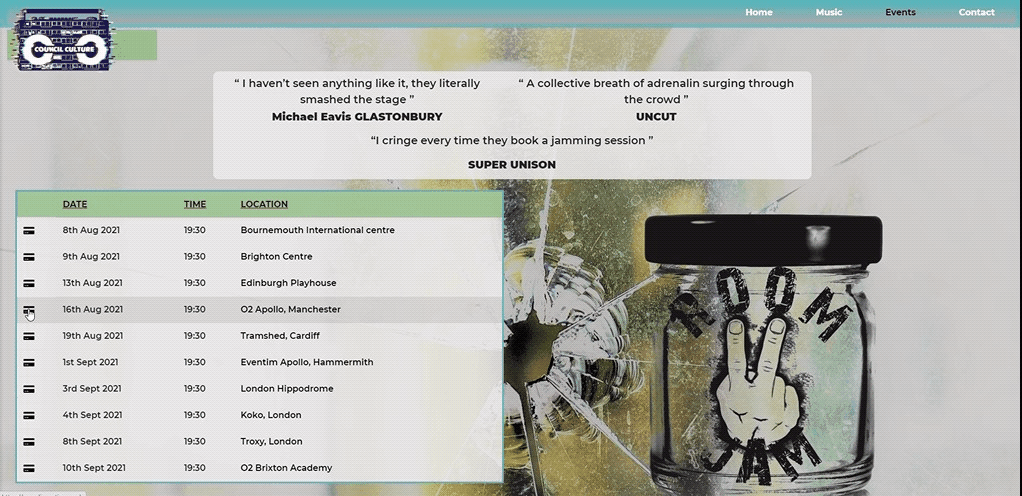 Home Music Events Contact
COUNCIL CULTURE
“ I haven’t seen anything like it, they literally
smashed the stage ”
Michael Eavis GLASTONBURY
“ A collective breath of adrenalin surging through
the crowd ”
UNCUT
“I cringe every time they book a jamming session ”
SUPER UNISON
DATE TIME LOCATION
8th Aug 2021 19:30 Bournemouth International centre
9th Aug 2021 19:30 Brighton Centre
13th Aug 2021 19:30 Edinburgh Playhouse
16th Aug 2021 19:30 O2 Apollo, Manchester
19th Aug 2021 19:30 Tramshed, Cardiff
1st Sept 2021 19:30 Eventim Apollo, Hammermith
3rd Sept 2021 19:30 London Hippodrome
4th Sept 2021 19:30 Koko, London
8th Sept 2021 19:30 Troxy, London
10th Sept 2021 19:30 O2 Brixton Academy
ROOM
JAM